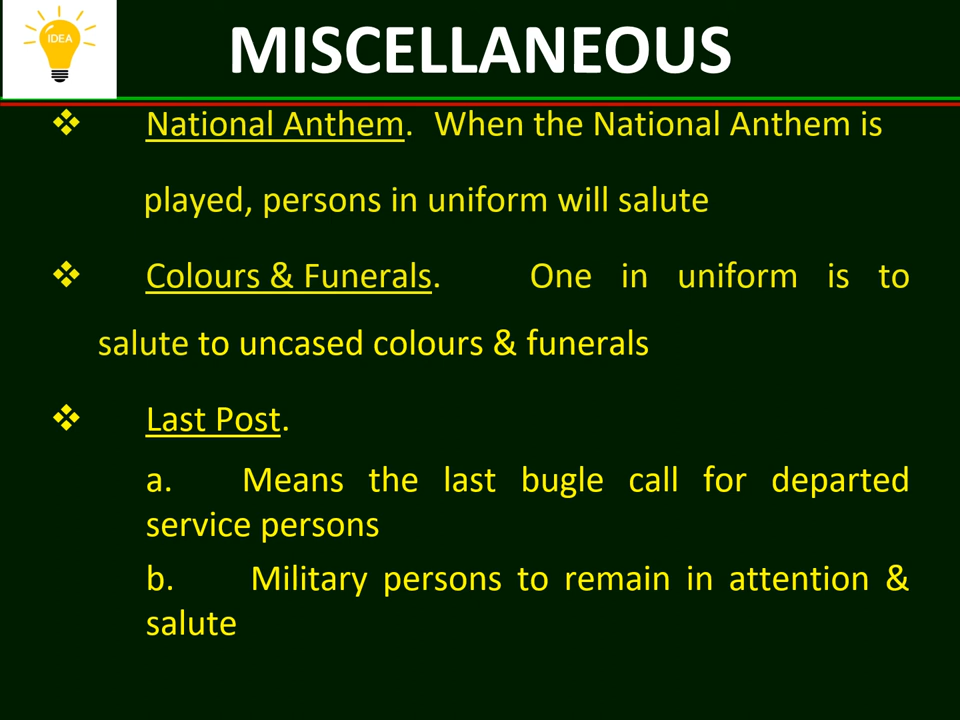 IDEA
MISCELLANEOUS
❖ National Anthem. When the National Anthem is
played, persons in uniform will salute
❖ Colours & Funerals. One in uniform is to
salute to uncased colours & funerals
❖ Last Post.
a. Means the last bugle call for departed
service persons
b. Military persons to remain in attention &
salute